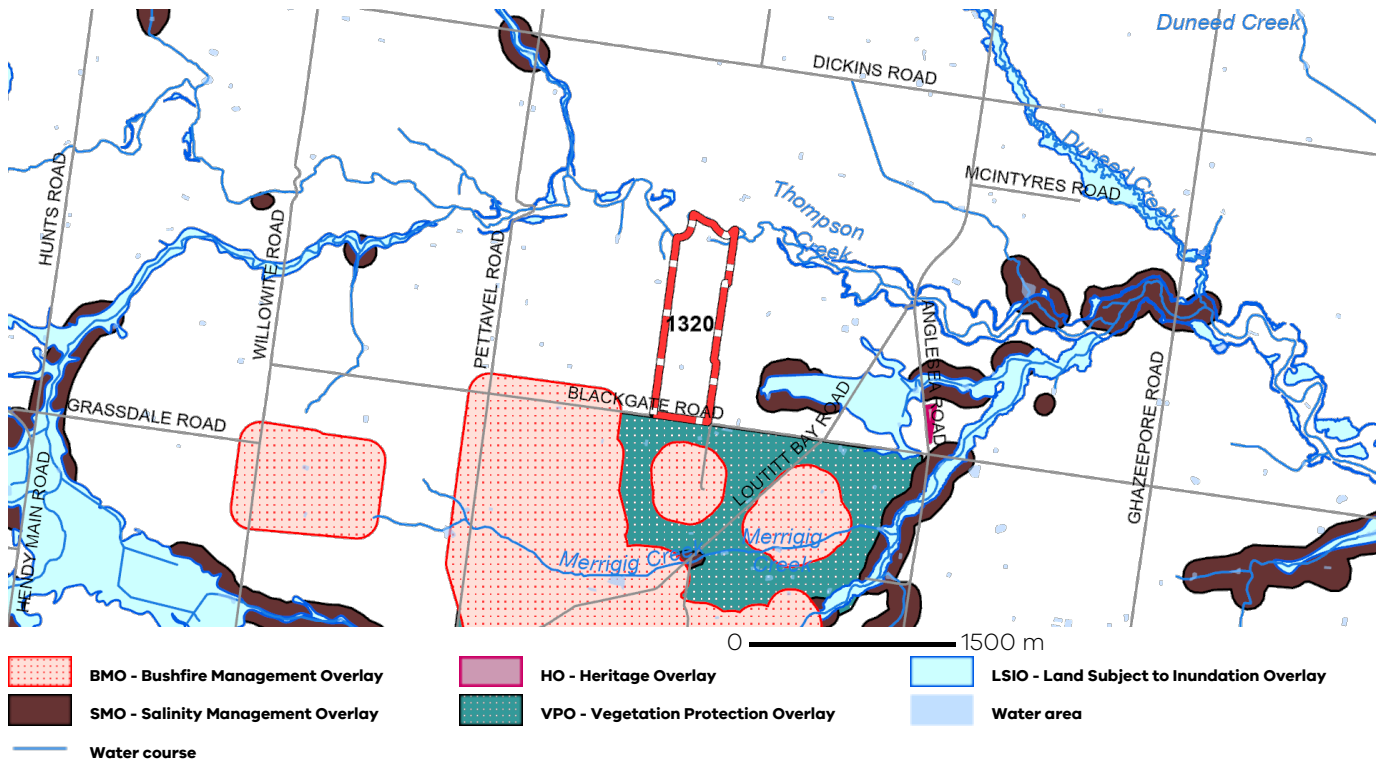 Duneed Creek
DICKINS ROAD
Duneed Creek
MCINTYRES ROAD
HUNTS ROAD
Thompson
Creek
WILLOWITE ROAD
PETTAVEL ROAD
1320
ANGLESEA ROAD
GHAZEEPORE ROAD
BLACKGATE ROAD
GRASSDALE ROAD
LOUTITT BAY ROAD
HENDY MAIN ROAD
Merrigig Creek
Merrigig
Creek
0 1500 m
BMO - Bushfire Management Overlay
HO - Heritage Overlay
LSIO - Land Subject to Inundation Overlay
SMO - Salinity Management Overlay
VPO - Vegetation Protection Overlay
Water area
Water course